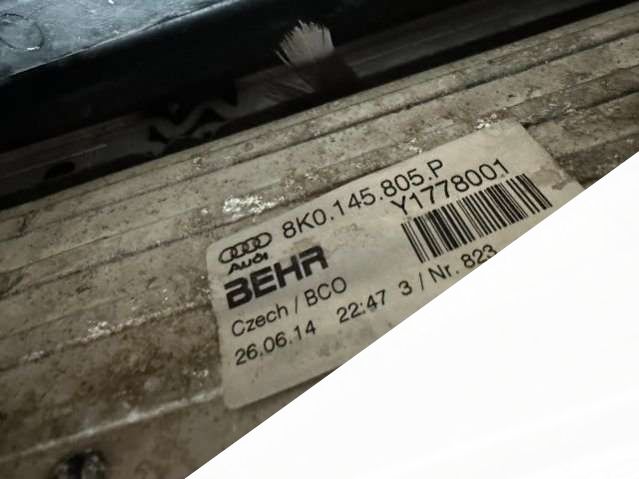 8K0.145.805.P
Y1778001
AUDI
BEHR
Czech / BCO
26.06.14 22:47 3 / Nr. 823